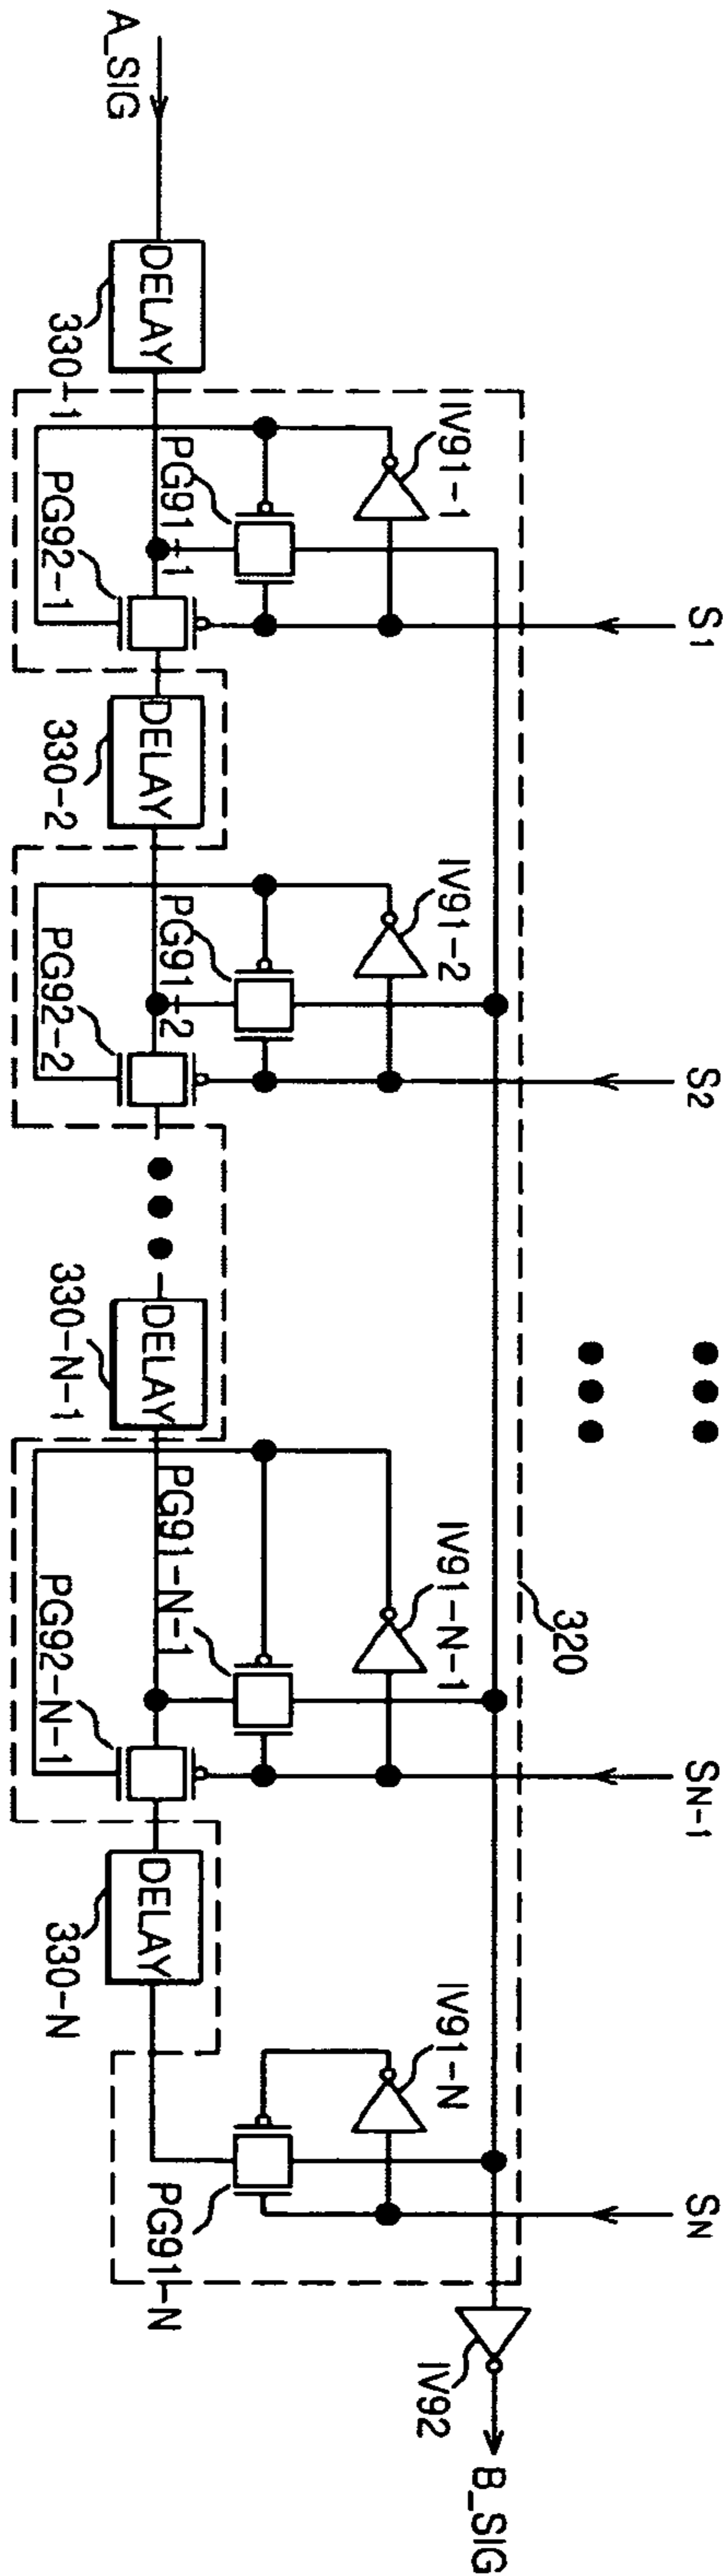 A_SIG
DELAY
330-1
IV91-1
PG91-1
PG92-1
S1
DELAY
330-2
IV91-2
PG91-2
PG92-2
S2
DELAY
330-N-1
IV91-N-1
PG91-N-1
PG92-N-1
320
SN-1
DELAY
330-N
IV91-N
PG91-N
SN
IV92
B_SIG